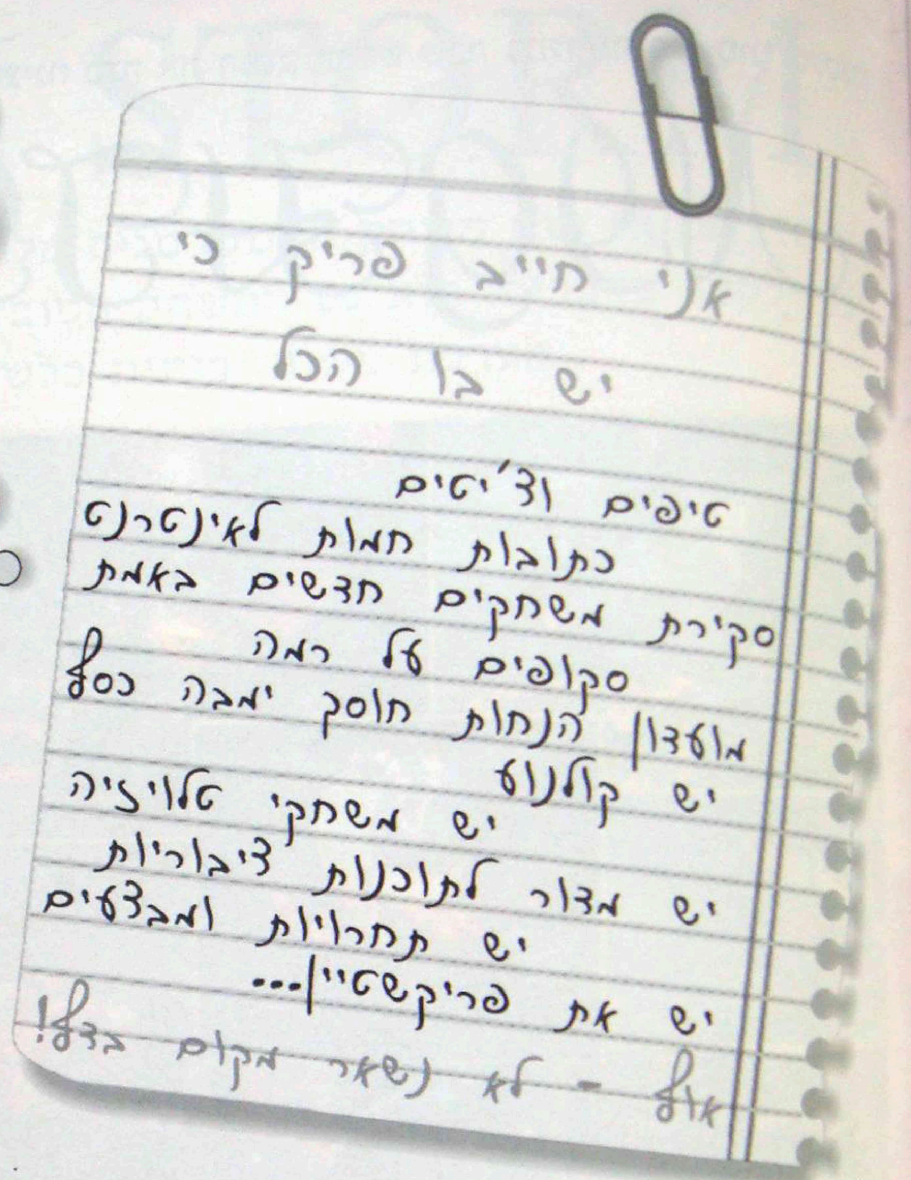 אני חייב פריק כי
יש בו הכל
טיפים וצ'יטים
כתובות חמות לאינטרנט
סקירת משחקים חדשים באמת
סקופים על רמה
מועדון הנחות חוסך ימבה כסף
יש קולנוע
יש משחקי טלויזיה
יש מדור לתוכנות ציבוריות
יש תחרויות ומבצעים
יש את פריקשטיין...
אוף - לא נשאר מקום בדף!